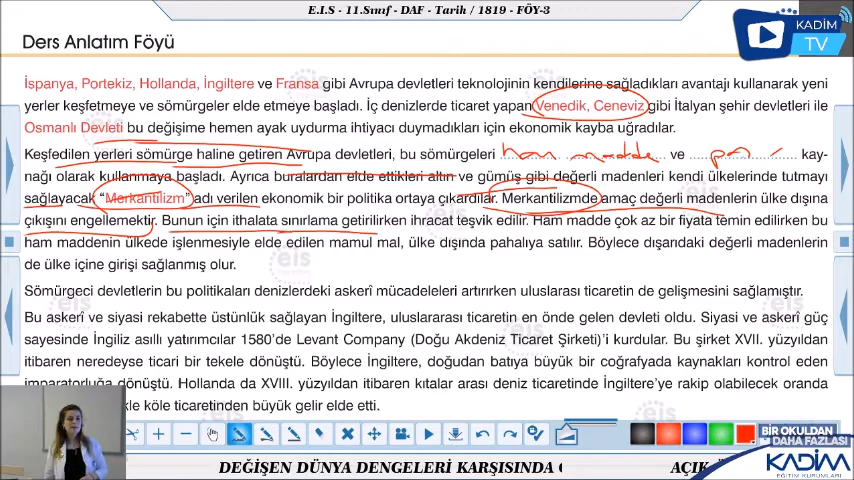 E.I.S - 11.Sınıf - DAF - Tarih / 1819 - FÖY-3
KADİM
TV
Ders Anlatım Föyü
İspanya, Portekiz, Hollanda, İngiltere ve Fransa gibi Avrupa devletleri teknolojinin kendilerine sağladıkları avantajı kullanarak yeni
yerler keşfetmeye ve sömürgeler elde etmeye başladı. İç denizlerde ticaret yapan Venedik, Ceneviz gibi İtalyan şehir devletleri ile
Osmanlı Devleti bu değişime hemen ayak uydurma ihtiyacı duymadıkları için ekonomik kayba uğradılar.
Keşfedilen yerleri sömürge haline getiren Avrupa devletleri, bu sömürgeleri ham madde ve paz kay-
nağı olarak kullanmaya başladı. Ayrıca buralardan elde ettikleri altın ve gümüş gibi değerli madenleri kendi ülkelerinde tutmayı
sağlayacak “Merkantilizm” adı verilen ekonomik bir politika ortaya çıkardılar. Merkantilizmde amaç değerli madenlerin ülke dışına
çıkışını engellemektir. Bunun için ithalata sınırlama getirilirken ihracat teşvik edilir. Ham madde çok az bir fiyata temin edilirken bu
ham maddenin ülkede işlenmesiyle elde edilen mamul mal, ülke dışında pahalıya satılır. Böylece dışarıdaki değerli madenlerin
de ülke içine girişi sağlanmış olur.
Sömürgeci devletlerin bu politikaları denizlerdeki askerî mücadeleleri artırırken uluslarası ticaretin de gelişmesini sağlamıştır.
Bu askerî ve siyasi rekabette üstünlük sağlayan İngiltere, uluslararası ticaretin en önde gelen devleti oldu. Siyasi ve askerî güç
sayesinde İngiliz asıllı yatırımcılar 1580’de Levant Company (Doğu Akdeniz Ticaret Şirketi)’i kurdular. Bu şirket XVII. yüzyıldan
itibaren neredeyse ticari bir tekele dönüştü. Böylece İngiltere, doğudan batıya büyük bir coğrafyada kaynakları kontrol eden
imparatorluğa dönüştü. Hollanda da XVIII. yüzyıldan itibaren kıtalar arası deniz ticaretinde İngiltere’ye rakip olabilecek oranda
kle köle ticaretinden büyük gelir elde etti.
BİR OKULDAN
DAHA FAZLASI
KADİM
EĞİTİM KURUMLARI
DEĞİŞEN DÜNYA DENGELERİ KARŞISINDA
AÇIK